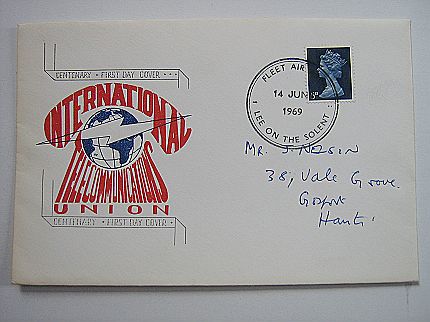 CENTENARY • FIRST DAY COVER
INTERNATIONAL
TELECOMMUNICATIONS
UNION
CENTENARY • FIRST DAY COVER
FLEET AIR
14 JUN
1969
LEE ON THE SOLENT
Mr. J. Nelson
38, Vale Grove.
Gosport
Hants.